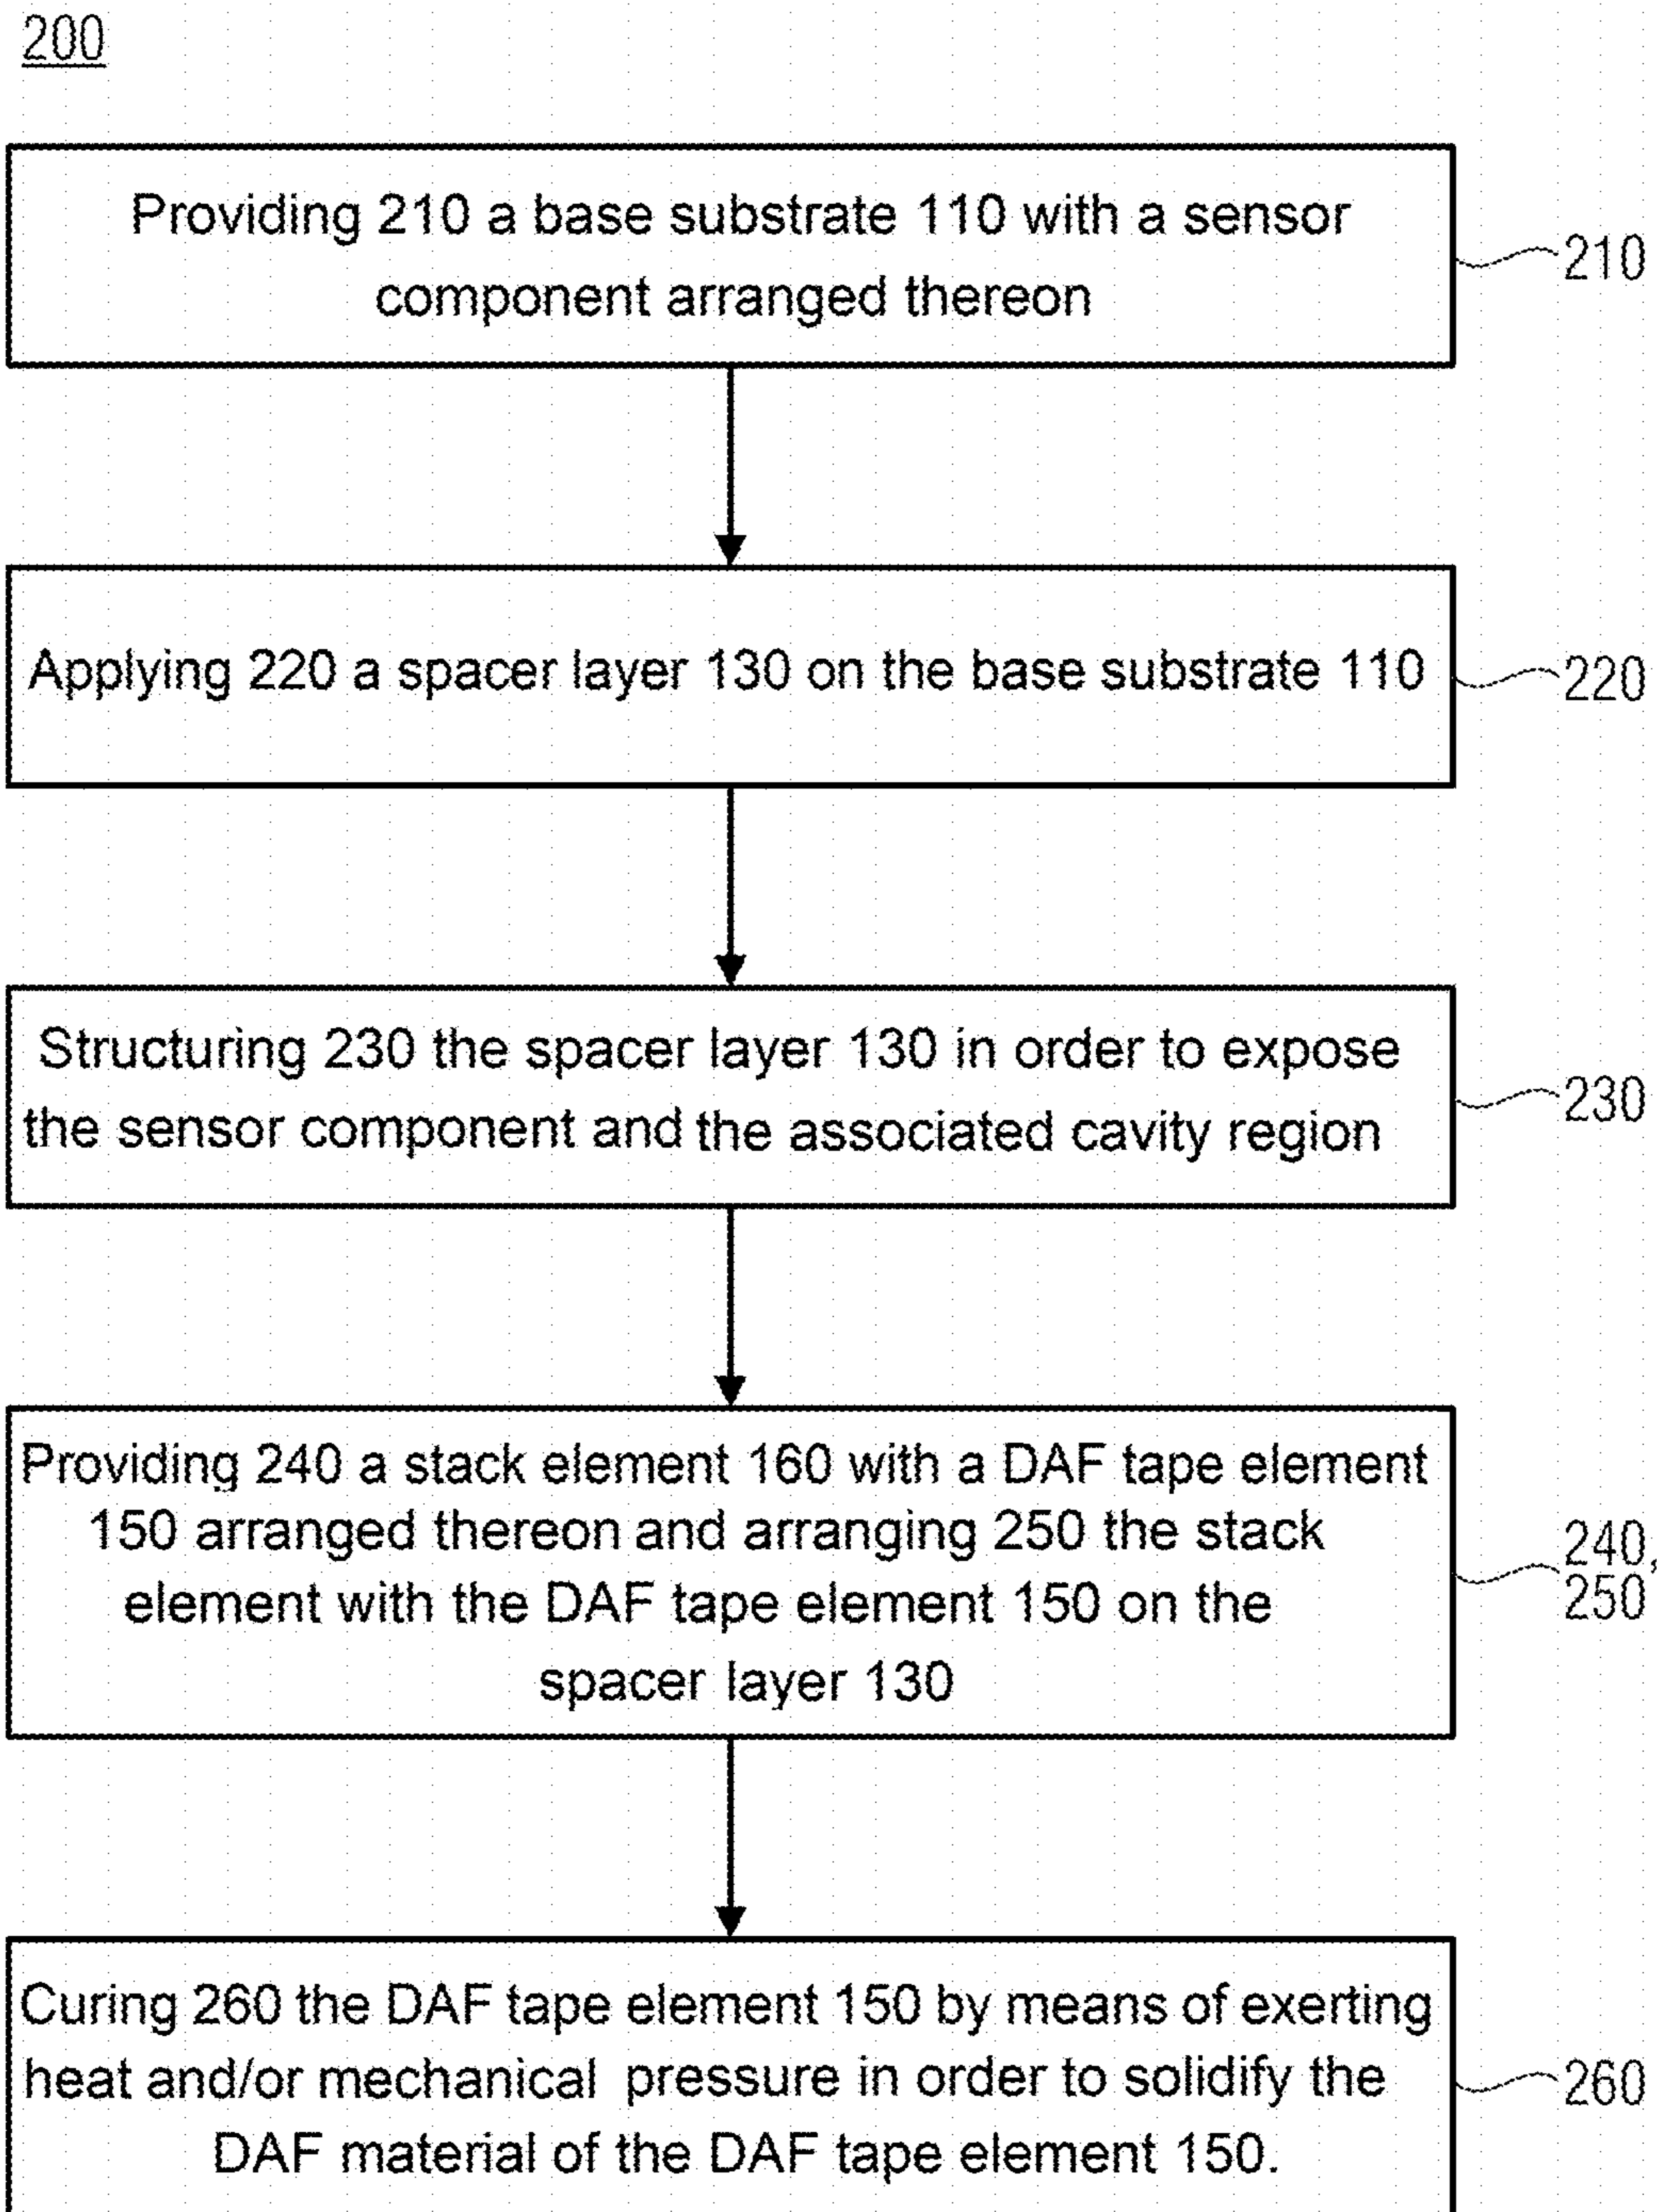 200
Providing 210 a base substrate 110 with a sensor
component arranged thereon
210
Applying 220 a spacer layer 130 on the base substrate 110
220
Structuring 230 the spacer layer 130 in order to expose
the sensor component and the associated cavity region
230
Providing 240 a stack element 160 with a DAF tape element
150 arranged thereon and arranging 250 the stack
element with the DAF tape element 150 on the
spacer layer 130
240,
250
Curing 260 the DAF tape element 150 by means of exerting
heat and/or mechanical pressure in order to solidify the
DAF material of the DAF tape element 150.
260